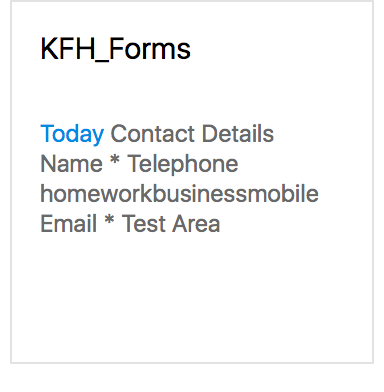 KFH_Forms
Today Contact Details
Name * Telephone
homeworkbusinessmobile
Email * Test Area